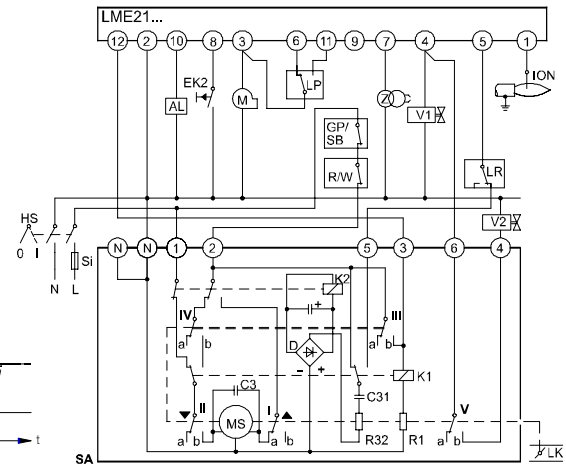 LME21...
12 2 10 8 3 6 11 9 7 4 5 1
ION
EK2
LP
AL
M
Z
C
V1
GP/
SB
LR
R/W
HS
V2
0 I
N N 1 2 5 3 6 4
Si
N L
K2
+
IV
III
a b
D
a b
- +
K1
C3
C31
II
I
V
MS
a b
a b
R32
R1
a b
t
SA
LK